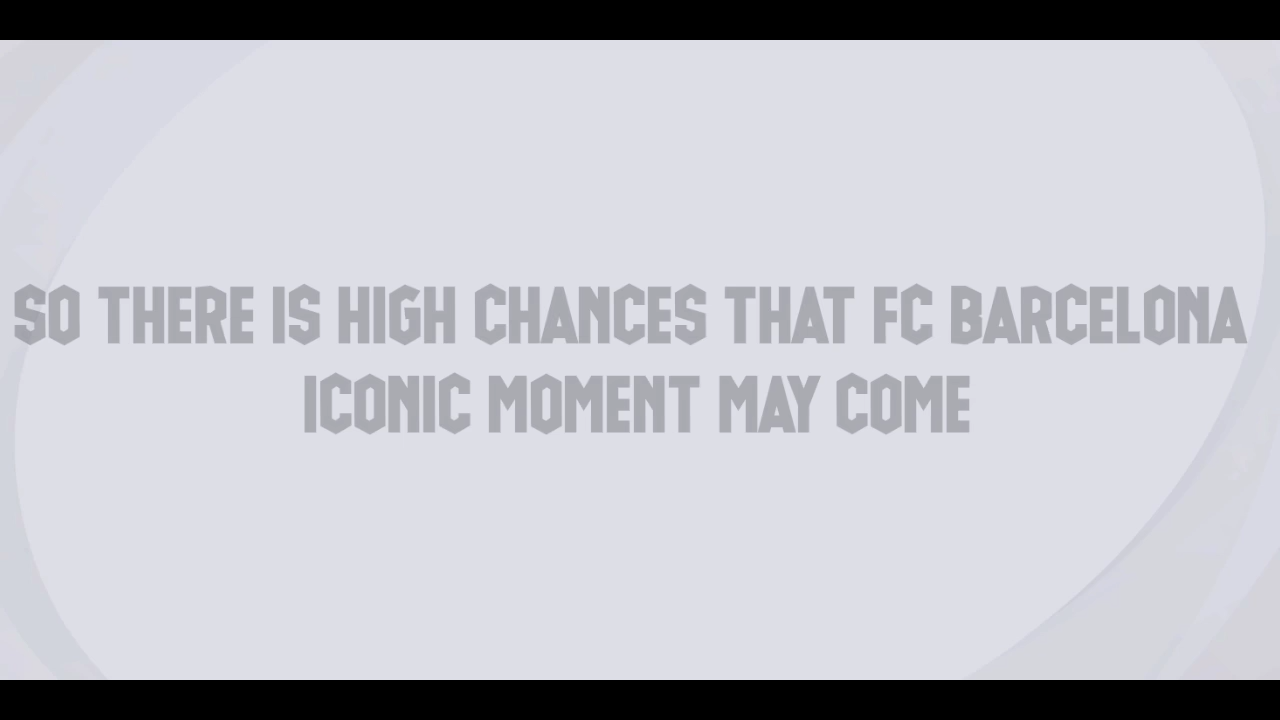 SO THERE IS HIGH CHANCES THAT FC BARCELONA
ICONIC MOMENT MAY COME